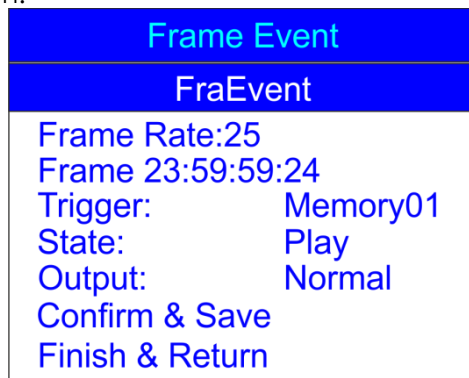 Frame Event
FraEvent
Frame Rate:25
Frame 23:59:59:24
Trigger: Memory01
State: Play
Output: Normal
Confirm & Save
Finish & Return